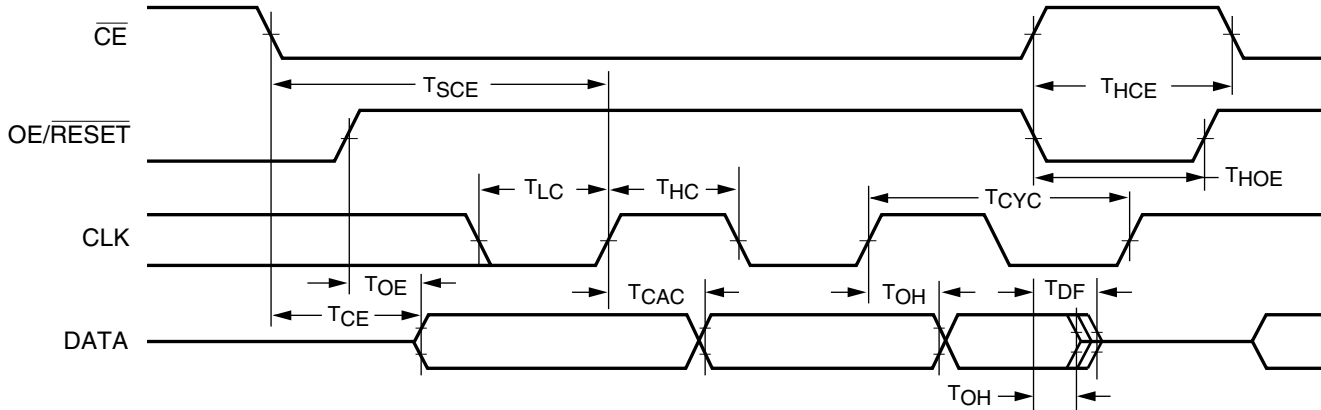 CE
TSCE
THCE
OE/RESET
TLC
THC
TCYC
THOE
CLK
TOE
TCAC
TOH
TDF
TCE
DATA
TOH